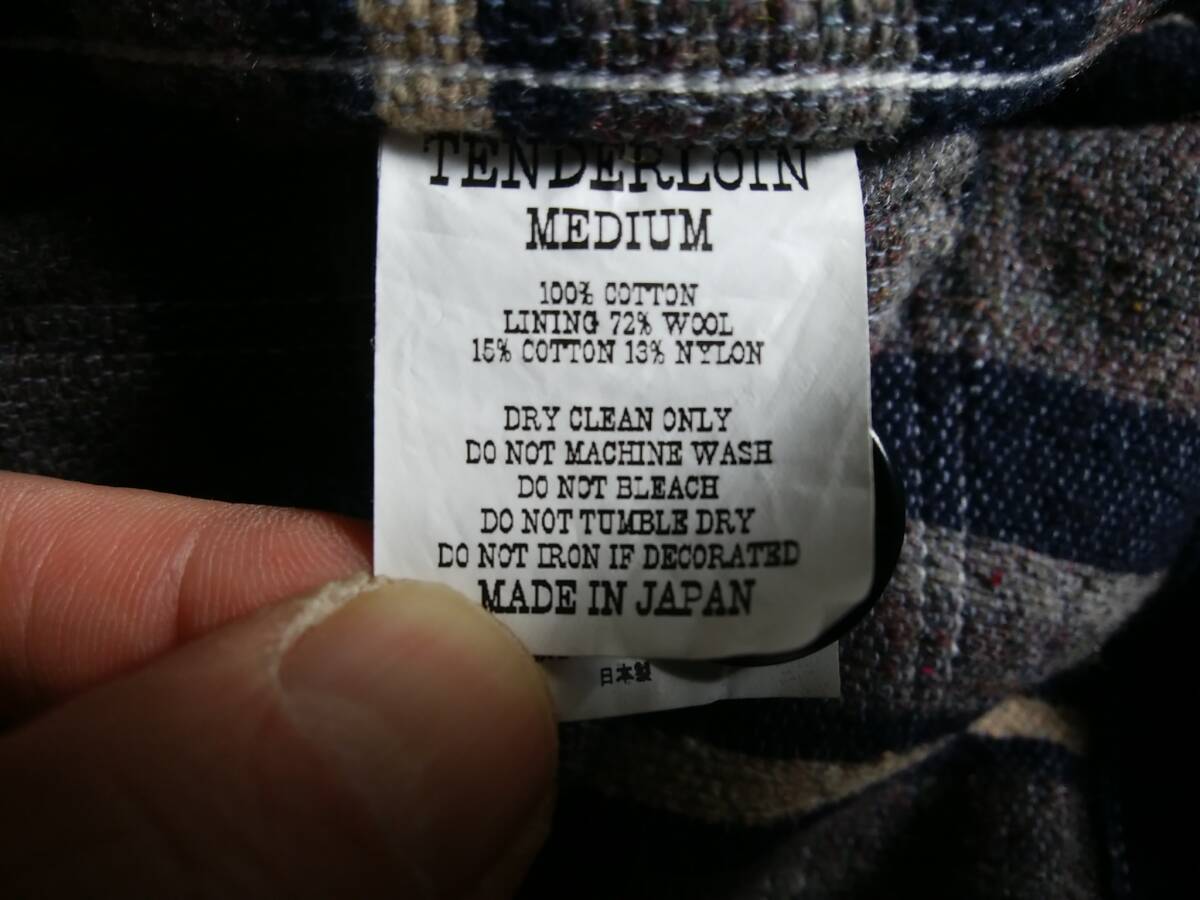 TENDERLOIN
MEDIUM
100% COTTON
LINING 72% WOOL
15% COTTON 13% NYLON
DRY CLEAN ONLY
DO NOT MACHINE WASH
DO NOT BLEACH
DO NOT TUMBLE DRY
DO NOT IRON IF DECORATED
MADE IN JAPAN
日本製